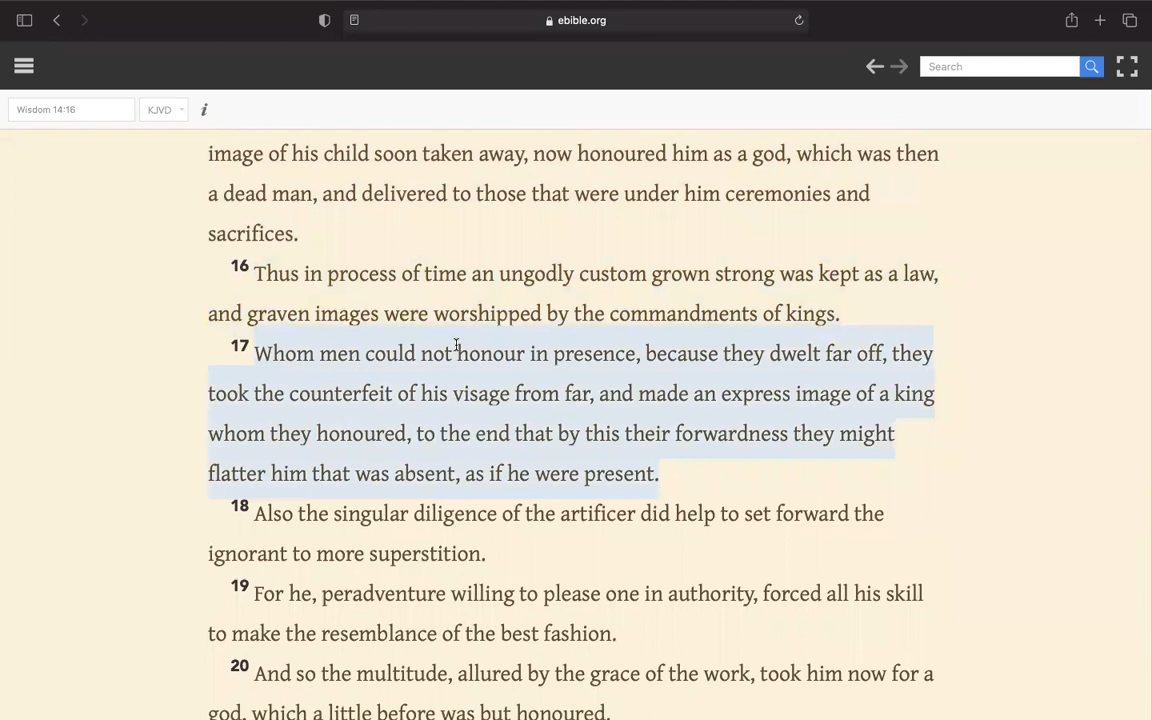 ebible.org
Search
Wisdom 14:16 KJVD i
image of his child soon taken away, now honoured him as a god, which was then
a dead man, and delivered to those that were under him ceremonies and
sacrifices.
16 Thus in process of time an ungodly custom grown strong was kept as a law,
and graven images were worshipped by the commandments of kings.
17 Whom men could not honour in presence, because they dwelt far off, they
took the counterfeit of his visage from far, and made an express image of a king
whom they honoured, to the end that by this their forwardness they might
flatter him that was absent, as if he were present.
18 Also the singular diligence of the artificer did help to set forward the
ignorant to more superstition.
19 For he, peradventure willing to please one in authority, forced all his skill
to make the resemblance of the best fashion.
20 And so the multitude, allured by the grace of the work, took him now for a
god, which a little before was but honoured.